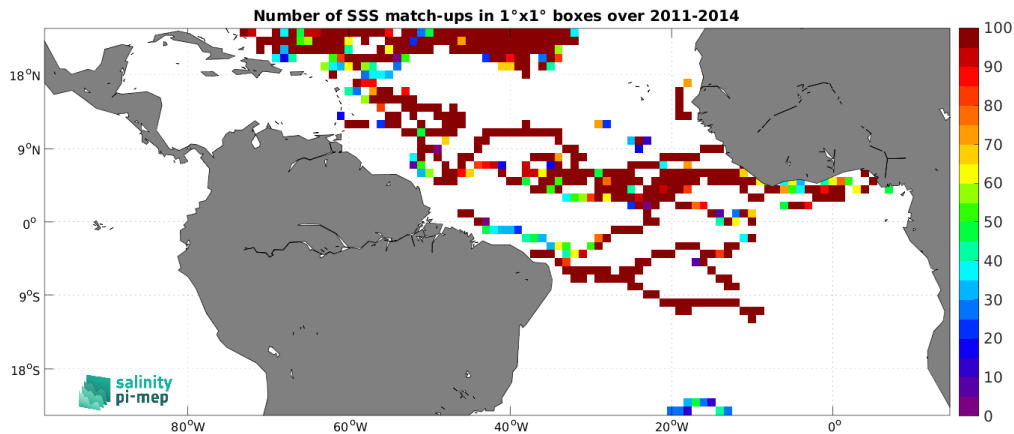 Number of SSS match-ups in 1°x1° boxes over 2011-2014
18°N
9°N
0°
9°S
18°S
80°W
60°W
40°W
20°W
0°
100
90
80
70
60
50
40
30
20
10
0
salinity
pi-mep